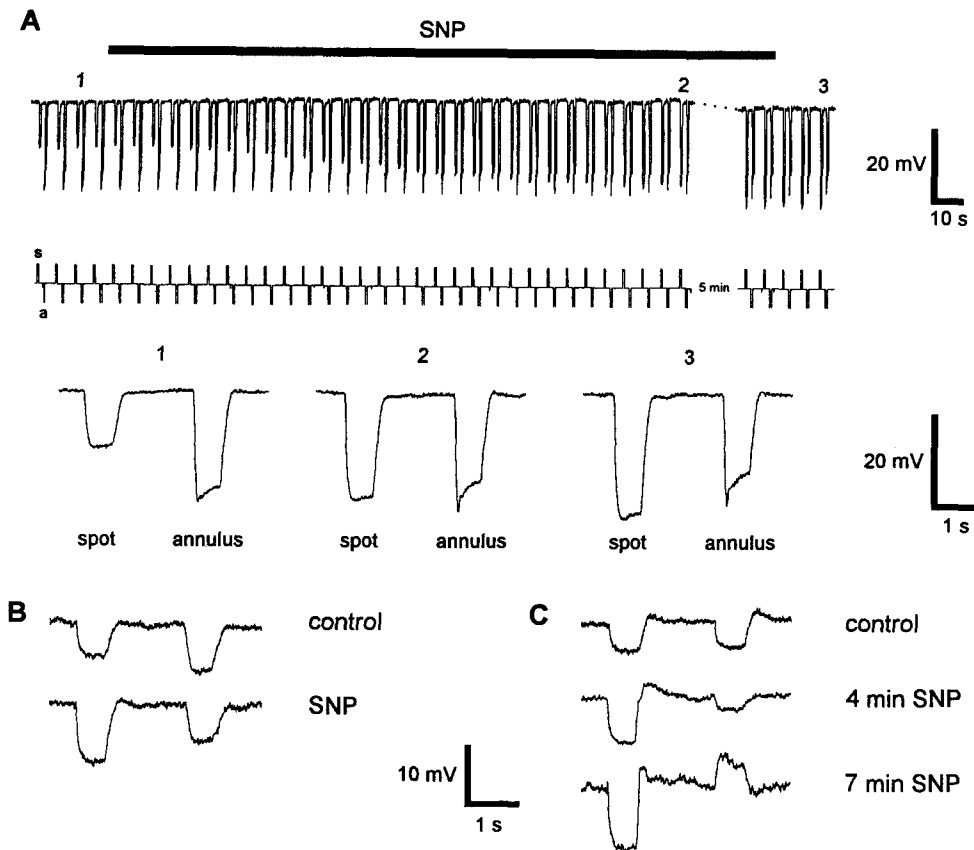 A
SNP
1
2
3
20 mV
10 s
s
5 min
a
1
2
3
20 mV
1 s
spot
annulus
spot
annulus
spot
annulus
B
control
SNP
10 mV
1 s
C
control
4 min SNP
7 min SNP